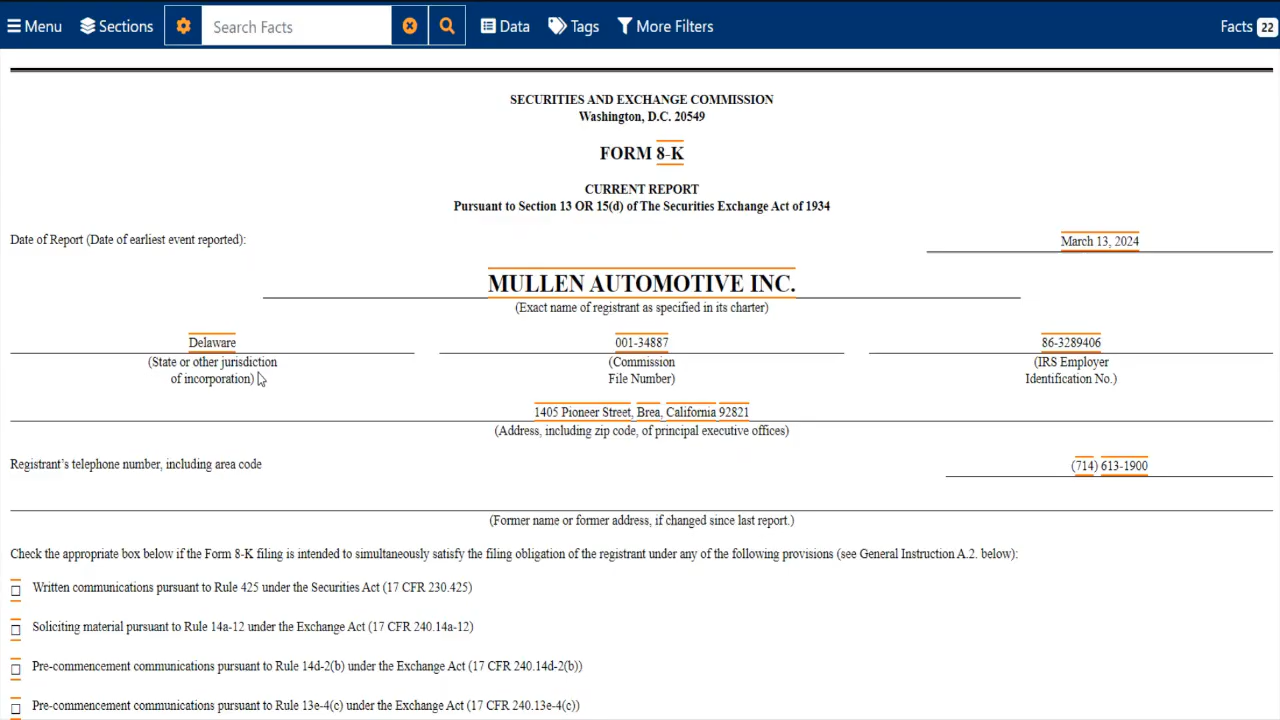 Menu Sections Search Facts Data Tags More Filters Facts 22
SECURITIES AND EXCHANGE COMMISSION
Washington, D.C. 20549
FORM 8-K
CURRENT REPORT
Pursuant to Section 13 OR 15(d) of The Securities Exchange Act of 1934
Date of Report (Date of earliest event reported): March 13, 2024
MULLEN AUTOMOTIVE INC.
(Exact name of registrant as specified in its charter)
Delaware 001-34887 86-3289406
(State or other jurisdiction (Commission (IRS Employer
of incorporation) File Number) Identification No.)
1405 Pioneer Street, Brea, California 92821
(Address, including zip code, of principal executive offices)
Registrant’s telephone number, including area code (714) 613-1900
(Former name or former address, if changed since last report.)
Check the appropriate box below if the Form 8-K filing is intended to simultaneously satisfy the filing obligation of the registrant under any of the following provisions (see General Instruction A.2. below):
☐ Written communications pursuant to Rule 425 under the Securities Act (17 CFR 230.425)
☐ Soliciting material pursuant to Rule 14a-12 under the Exchange Act (17 CFR 240.14a-12)
☐ Pre-commencement communications pursuant to Rule 14d-2(b) under the Exchange Act (17 CFR 240.14d-2(b))
☐ Pre-commencement communications pursuant to Rule 13e-4(c) under the Exchange Act (17 CFR 240.13e-4(c))